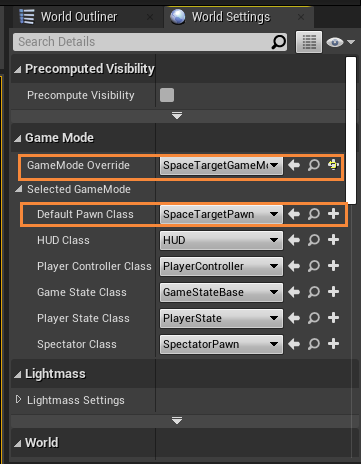 World Outliner World Settings
Search Details
Precomputed Visibility
Precompute Visibility
Game Mode
GameMode Override SpaceTargetGameMo
Selected GameMode
Default Pawn Class SpaceTargetPawn
HUD Class HUD
Player Controller Class PlayerController
Game State Class GameStateBase
Player State Class PlayerState
Spectator Class SpectatorPawn
Lightmass
Lightmass Settings
World